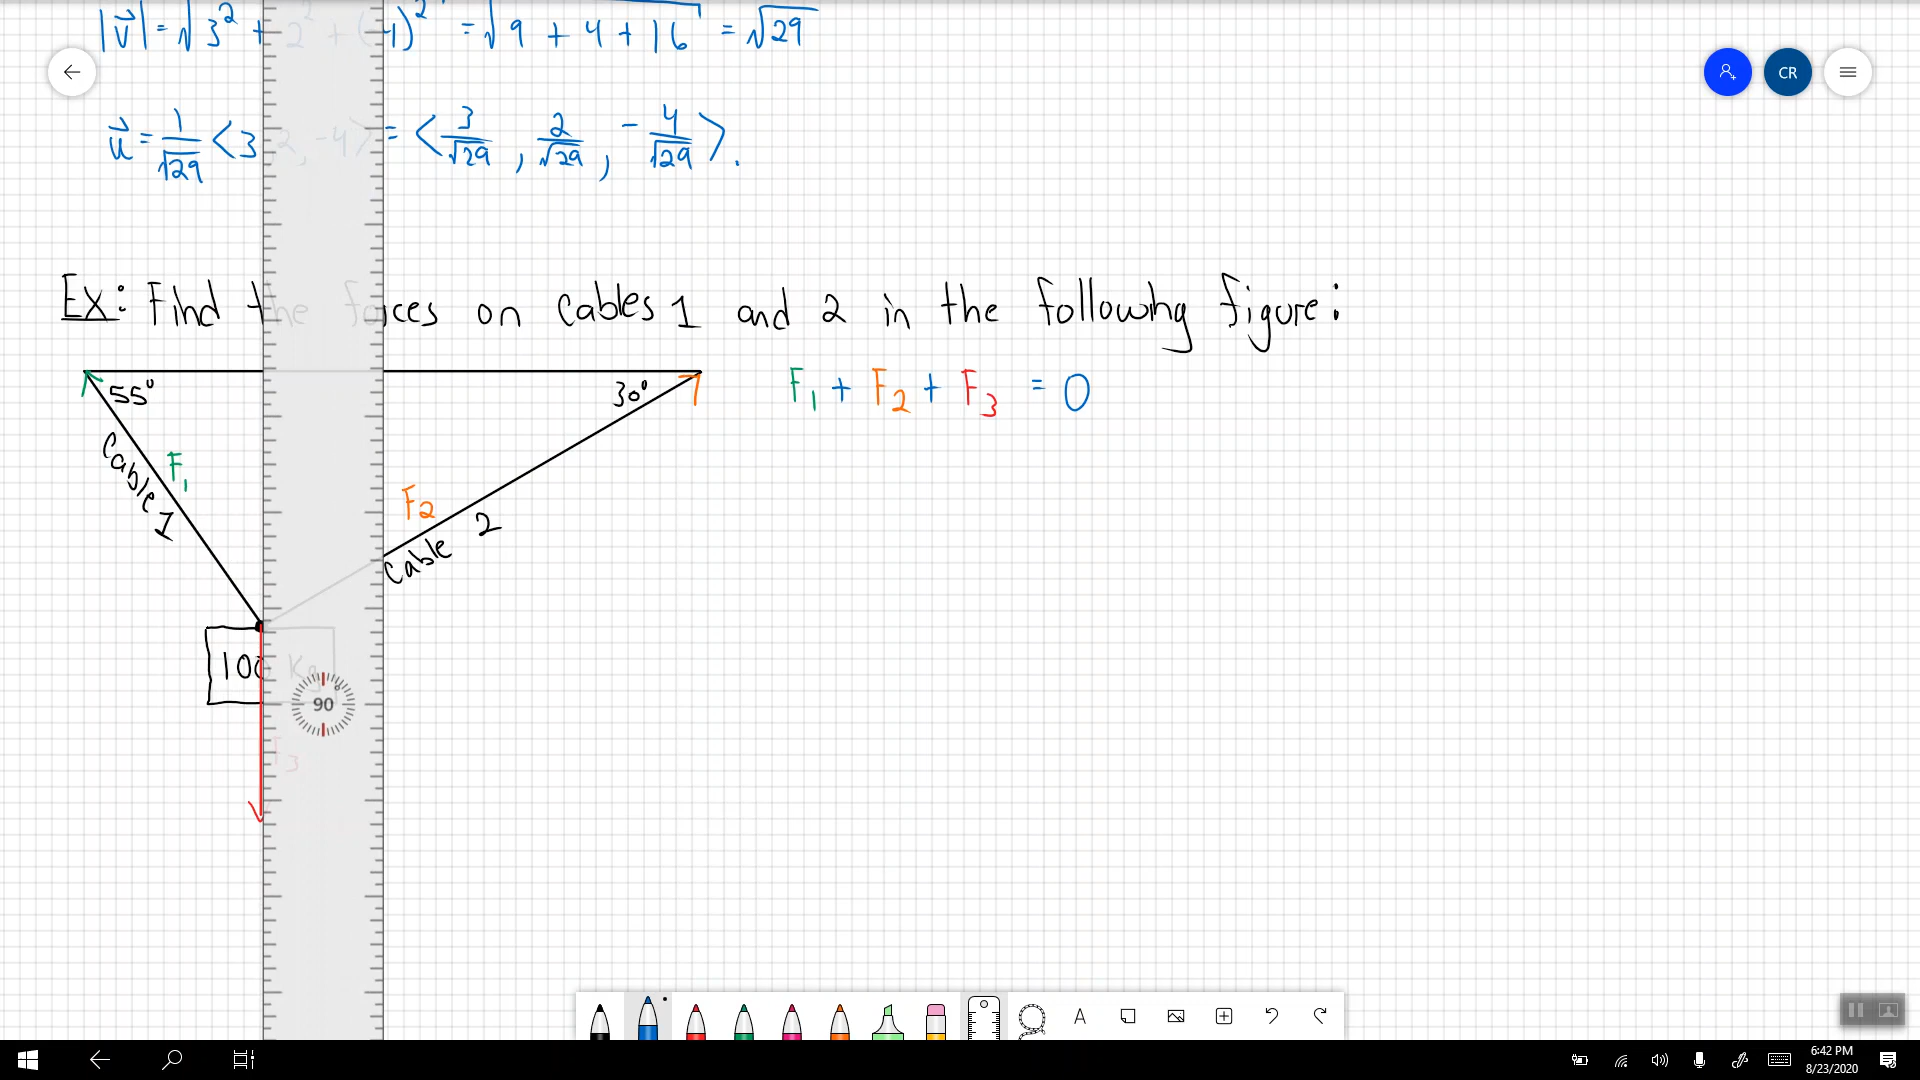 |v⃗| = √3² + 2² + (-4)² = √9 + 4 + 16 = √29
CR
u⃗ = 1/√29 <3, 2, -4> = <3/√29, 2/√29, -4/√29>.
Ex: Find the forces on cables 1 and 2 in the following figure:
55°
30°
F₁ + F₂ + F₃ = 0
Cable 1
F₁
F₂
Cable 2
100 Kg
90°
F₃
A
6:42 PM
8/23/2020